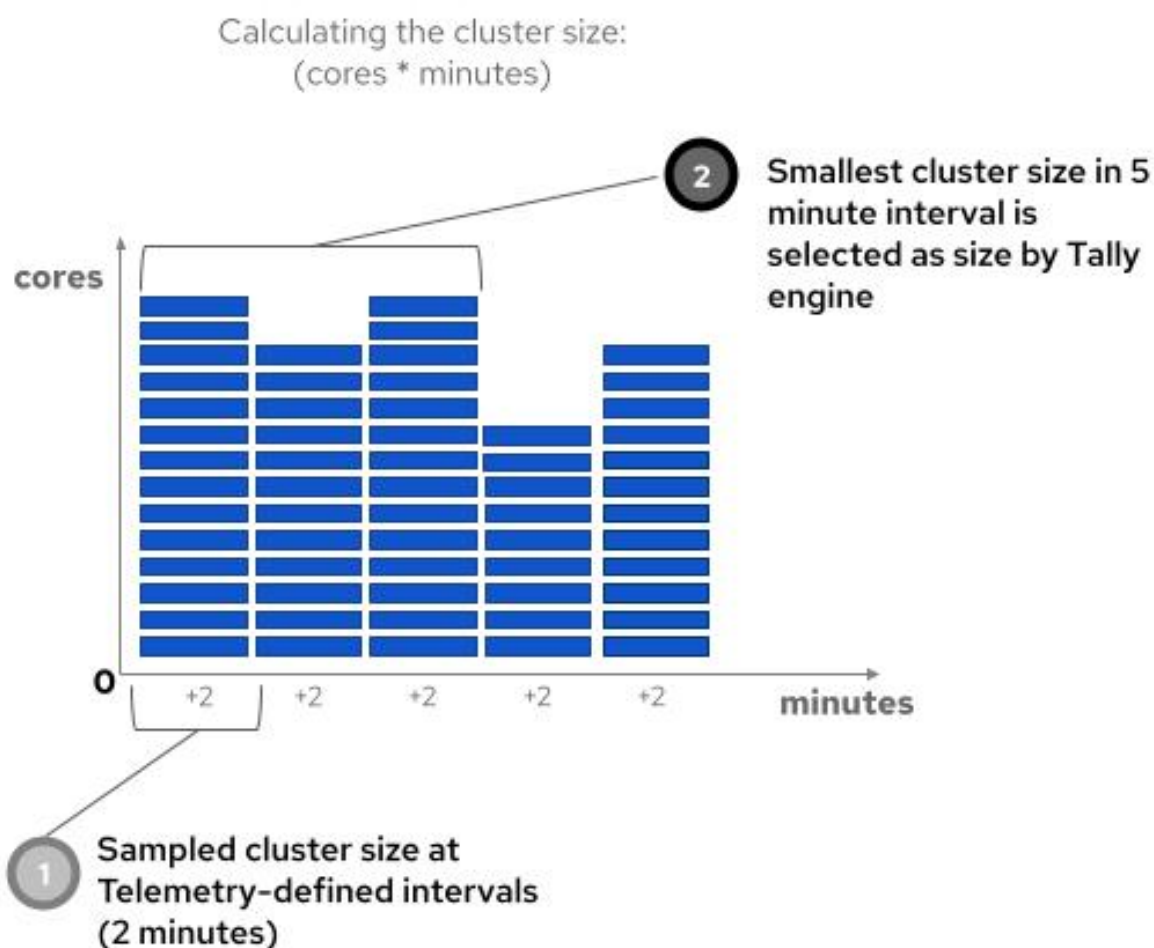 Calculating the cluster size:
(cores * minutes)
2
Smallest cluster size in 5
minute interval is
selected as size by Tally
engine
cores
0
+2 +2 +2 +2 +2
minutes
1
Sampled cluster size at
Telemetry-defined intervals
(2 minutes)